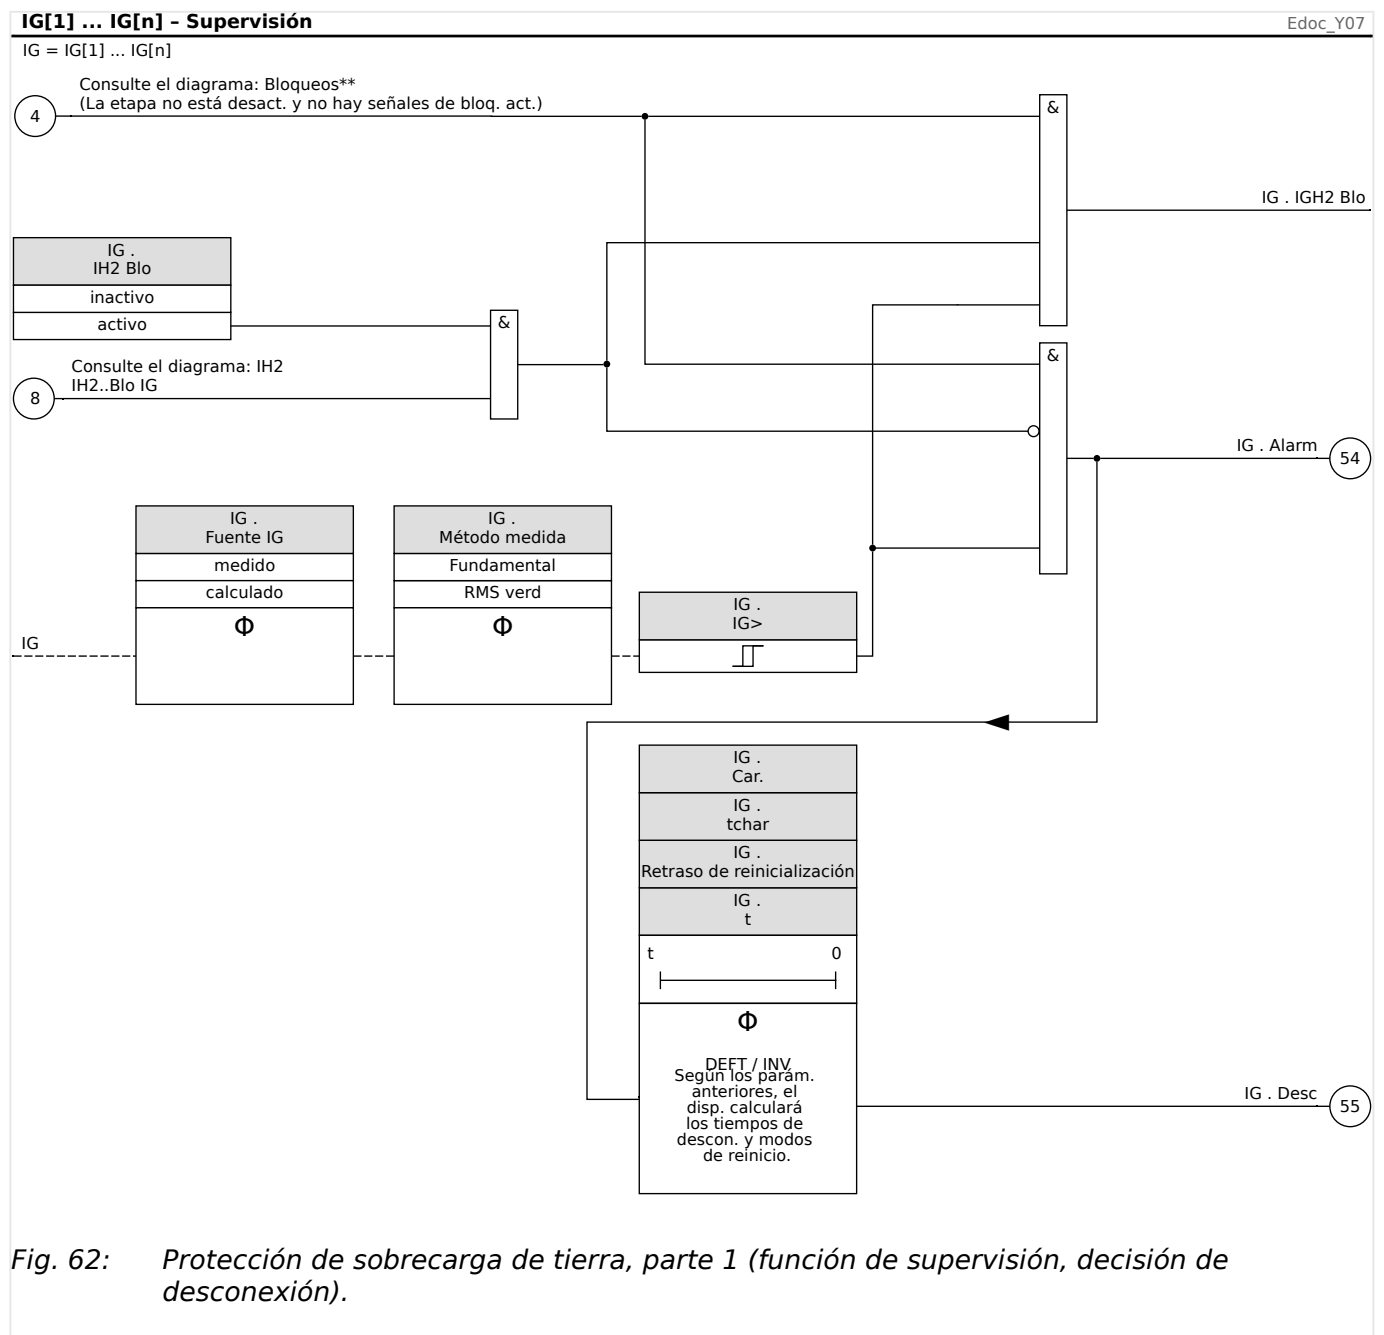 IG[1] ... IG[n] – Supervisión
Edoc_Y07
IG = IG[1] ... IG[n]
Consulte el diagrama: Bloqueos**
(La etapa no está desact. y no hay señales de bloq. act.)
4
&
IG . IGH2 Blo
IG .
IH2 Blo
inactivo
activo
&
Consulte el diagrama: IH2
IH2..Blo IG
8
&
IG . Alarm
54
IG .
Fuente IG
medido
calculado
Φ
IG .
Método medida
Fundamental
RMS verd
Φ
IG .
IG>
IG
IG .
Car.
IG .
tchar
IG .
Retraso de reinicialización
IG .
t
t 0
Φ
DEFT / INV
Según los parám.
anteriores, el
disp. calculará
los tiempos de
descon. y modos
de reinicio.
IG . Desc
55
Fig. 62: Protección de sobrecarga de tierra, parte 1 (función de supervisión, decisión de
desconexión).